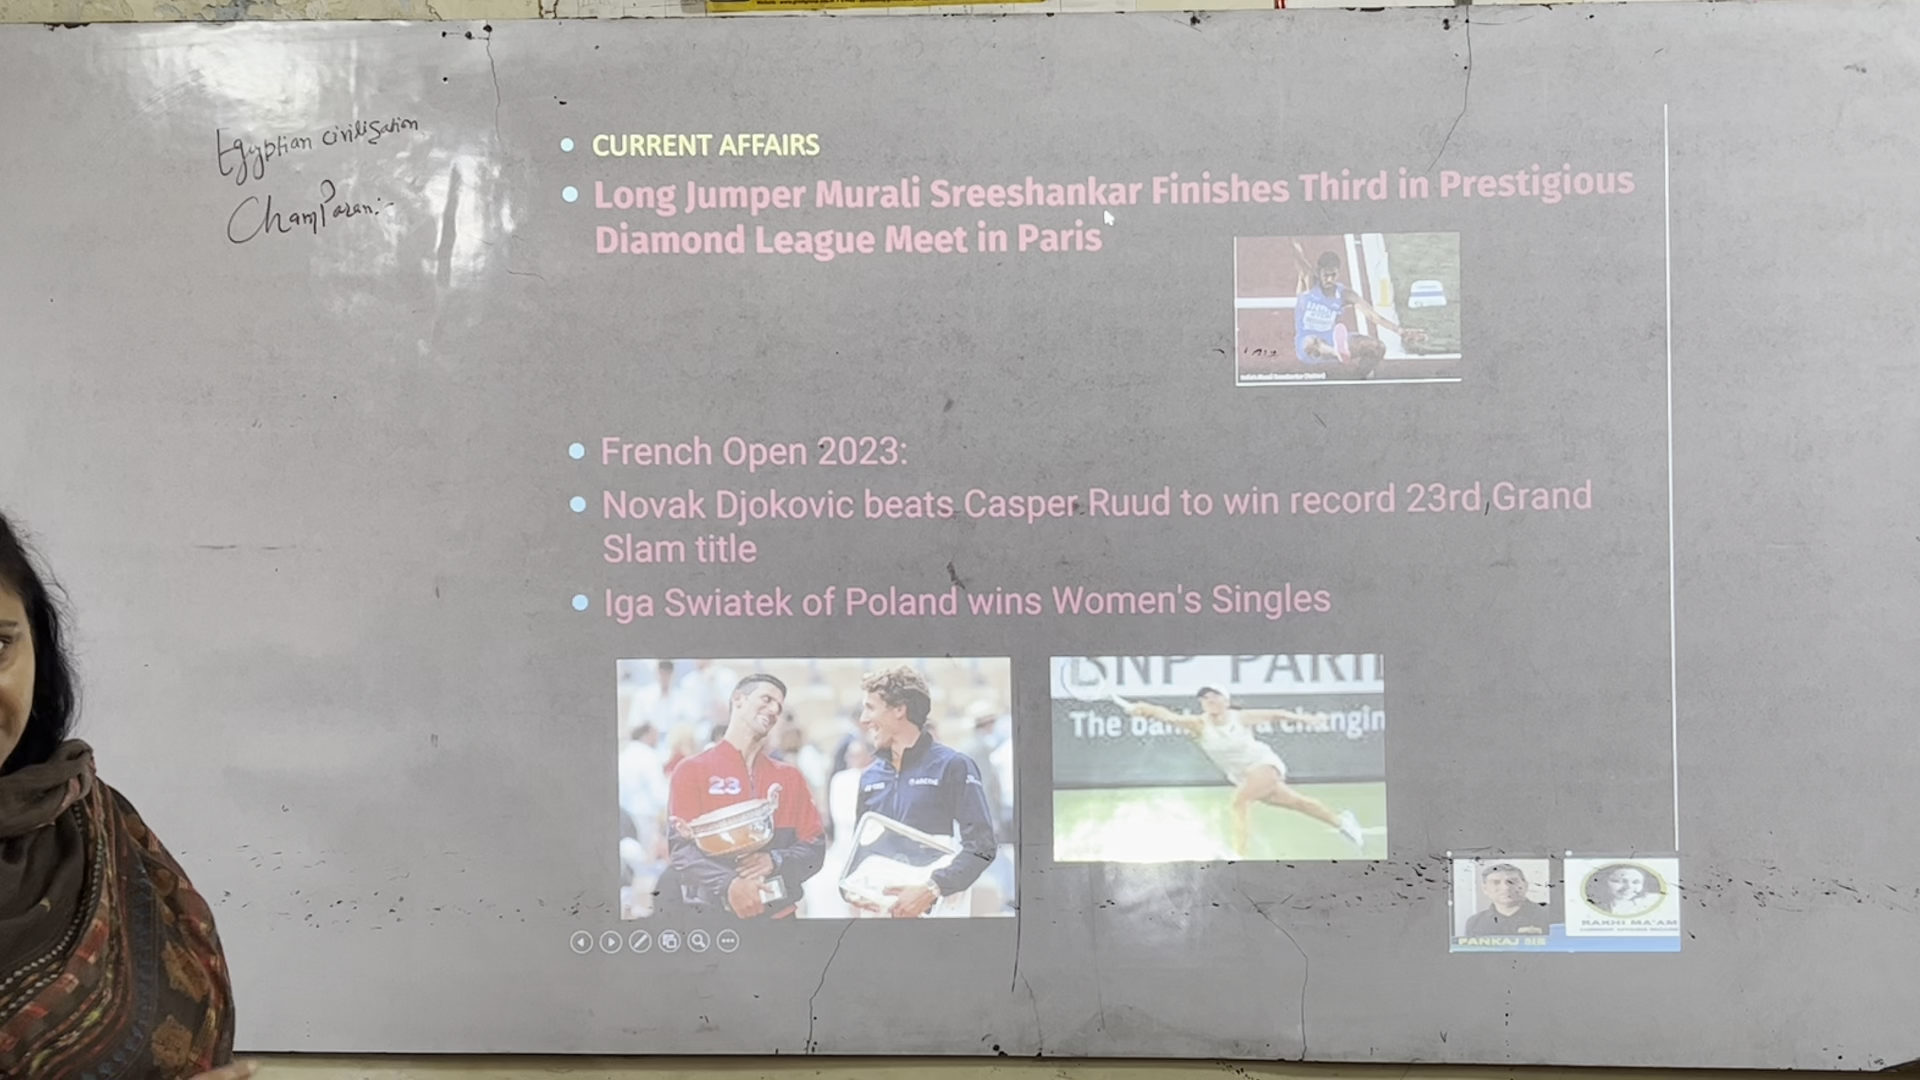 Egyptian civilisation
Champaran:-
CURRENT AFFAIRS
Long Jumper Murali Sreeshankar Finishes Third in Prestigious
Diamond League Meet in Paris
French Open 2023:
Novak Djokovic beats Casper Ruud to win record 23rd Grand
Slam title
Iga Swiatek of Poland wins Women's Singles
23
BNP PARI
The ban a changin
PANKAJ SIR
RAKHI MA'AM